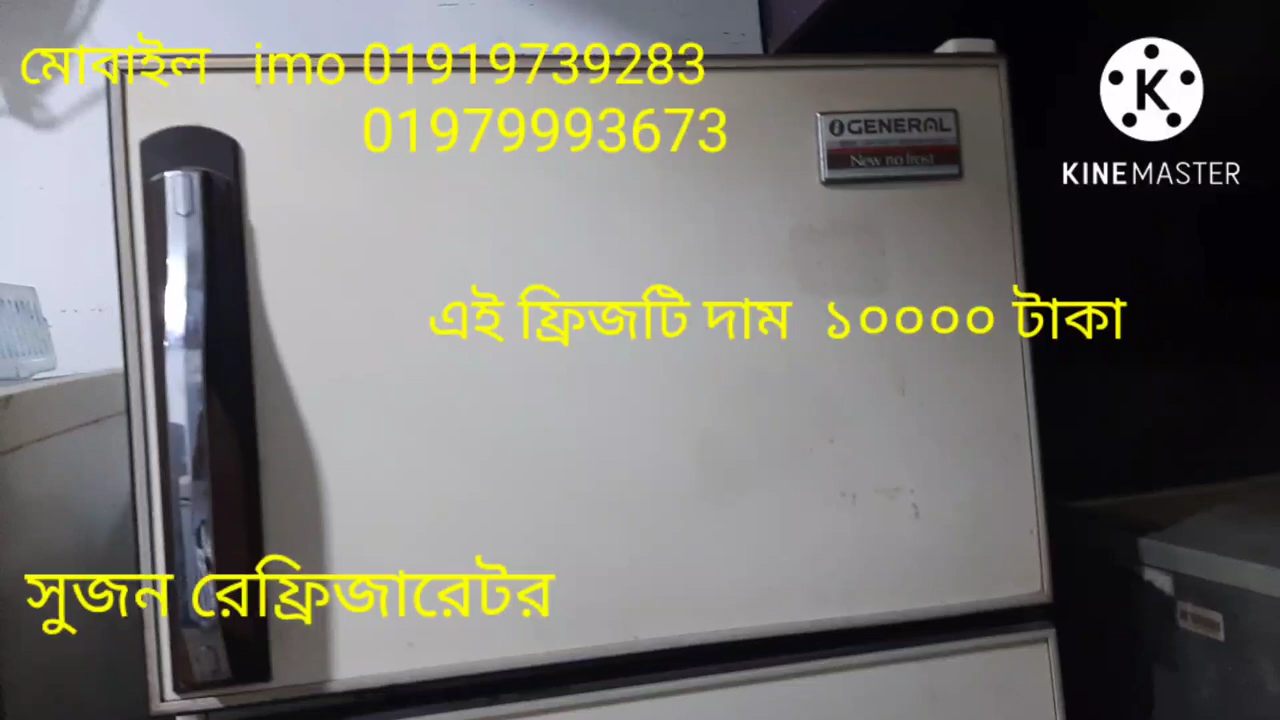 মোবাইল imo 01919739283
01979993673
GENERAL
New no frost
KINEMASTER
এই ফ্রিজটি দাম ১০০০০ টাকা
সুজন রেফ্রিজারেটর